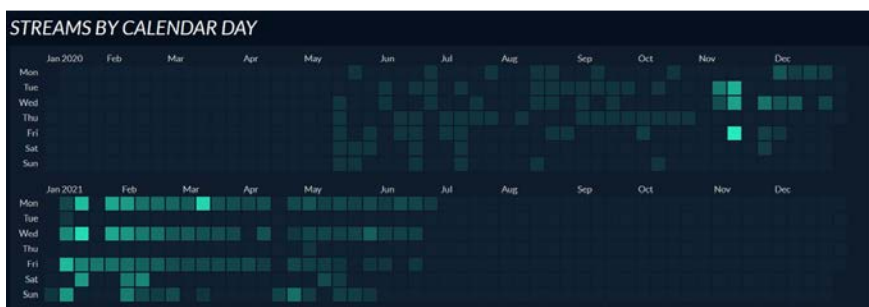 STREAMS BY CALENDAR DAY
Jan 2020 Feb Mar Apr May Jun Jul Aug Sep Oct Nov Dec
Mon
Tue
Wed
Thu
Fri
Sat
Sun
Jan 2021 Feb Mar Apr May Jun Jul Aug Sep Oct Nov Dec
Mon
Tue
Wed
Thu
Fri
Sat
Sun